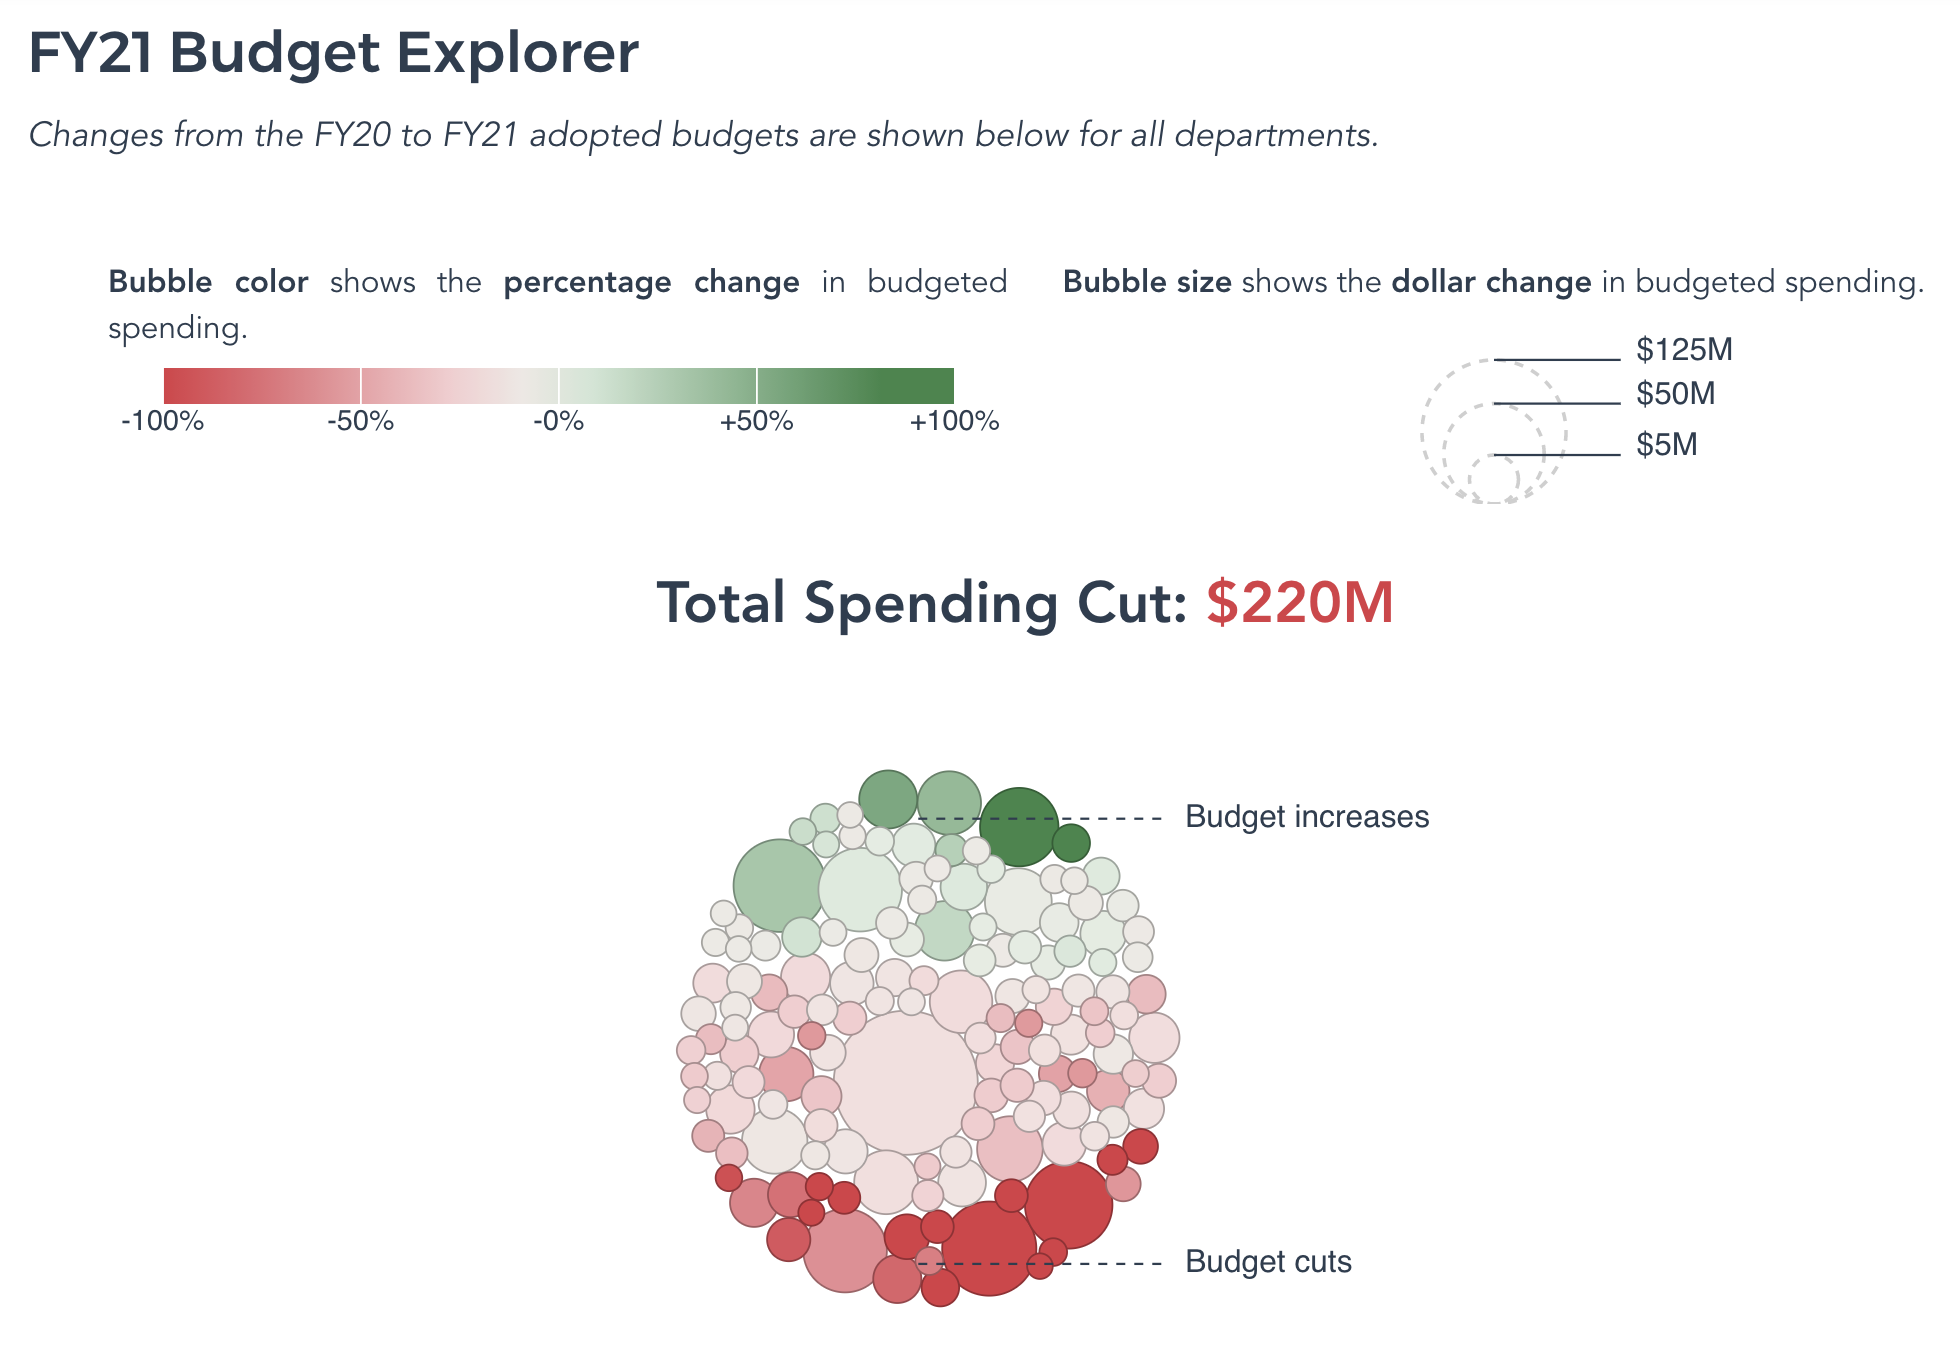 FY21 Budget Explorer
Changes from the FY20 to FY21 adopted budgets are shown below for all departments.
Bubble color shows the percentage change in budgeted
spending.
-100% -50% -0% +50% +100%
Bubble size shows the dollar change in budgeted spending.
$125M
$50M
$5M
Total Spending Cut: $220M
Budget increases
Budget cuts